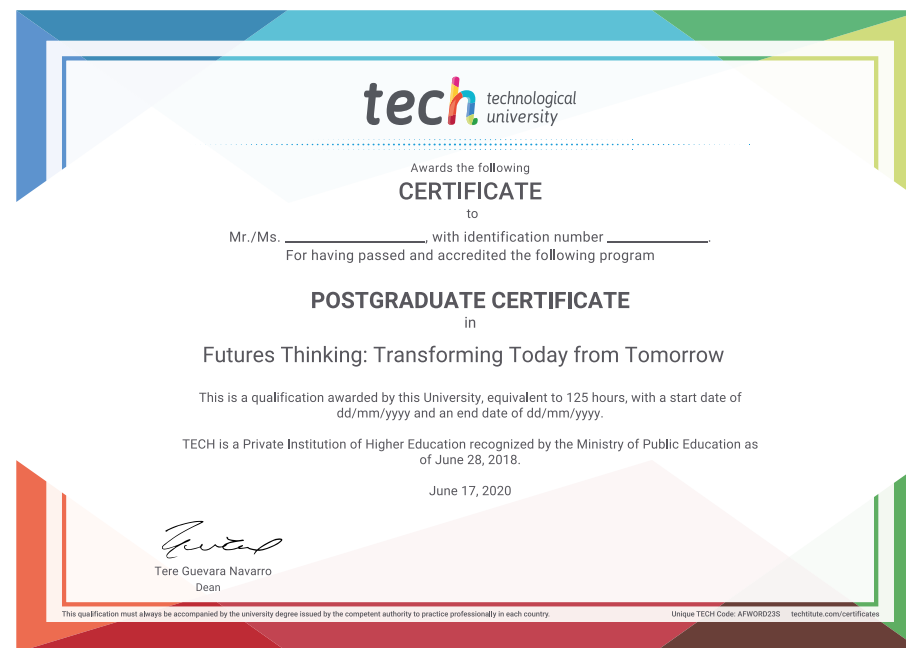 tech technological
university
Awards the following
CERTIFICATE
to
Mr./Ms. ____________________, with identification number ______________.
For having passed and accredited the following program
POSTGRADUATE CERTIFICATE
in
Futures Thinking: Transforming Today from Tomorrow
This is a qualification awarded by this University, equivalent to 125 hours, with a start date of
dd/mm/yyyy and an end date of dd/mm/yyyy.
TECH is a Private Institution of Higher Education recognized by the Ministry of Public Education as
of June 28, 2018.
June 17, 2020
Tere Guevara Navarro
Dean
This qualification must always be accompanied by the university degree issued by the competent authority to practice professionally in each country. Unique TECH Code: AFWORD23S techtitute.com/certificates